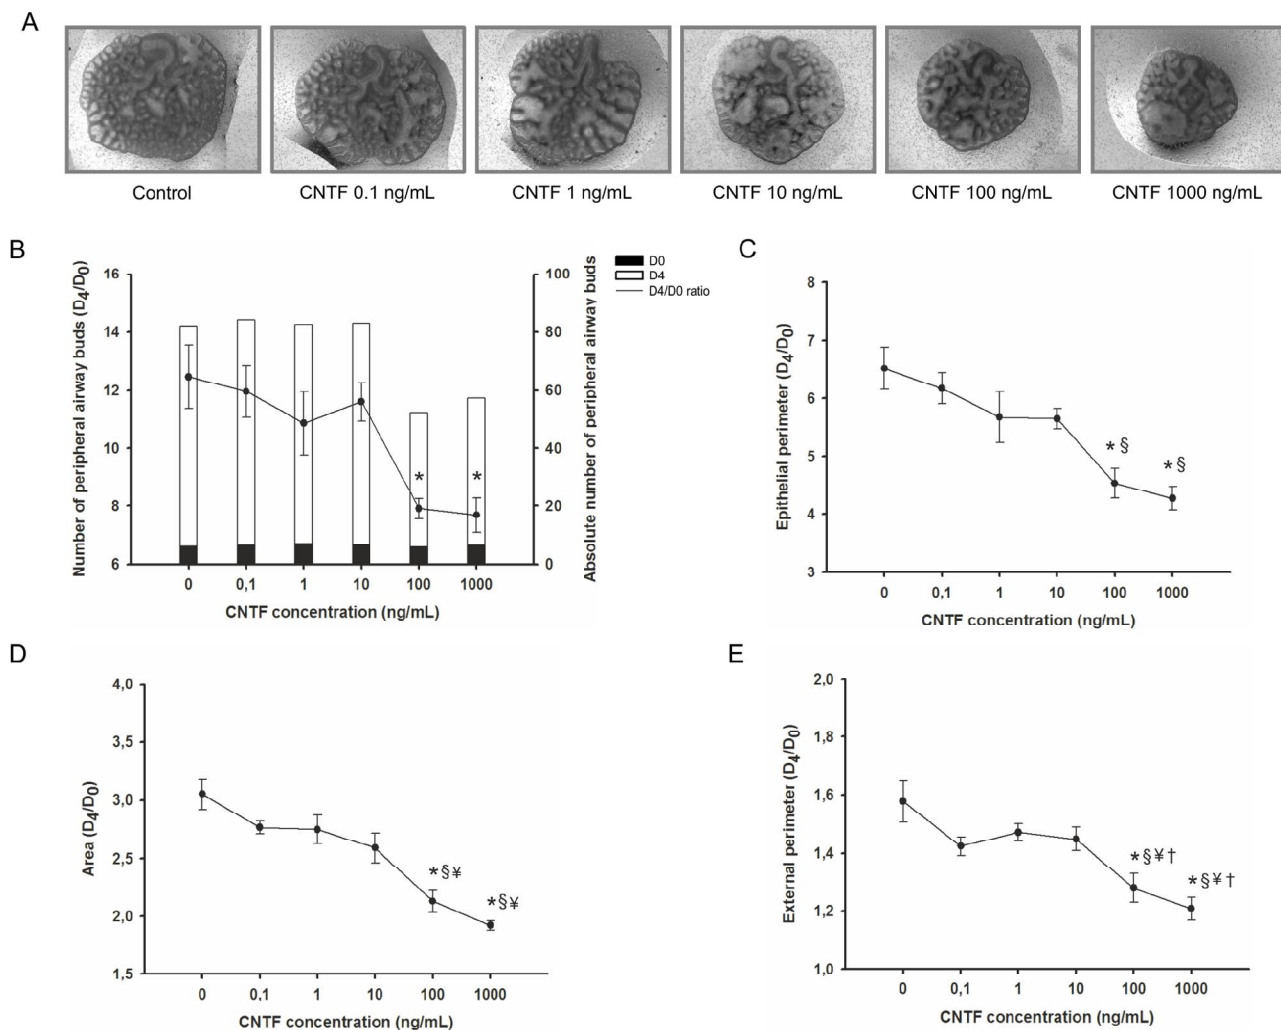 A
Control
CNTF 0.1 ng/mL
CNTF 1 ng/mL
CNTF 10 ng/mL
CNTF 100 ng/mL
CNTF 1000 ng/mL
B
Number of peripheral airway buds (D4/D0)
16
14
12
10
8
6
* *
100
80
60
40
20
0
Absolute number of peripheral airway buds
D0
D4
D4/D0 ratio
0 0,1 1 10 100 1000
CNTF concentration (ng/mL)
C
Epithelial perimeter (D4/D0)
8
7
6
5
4
3
*§ *§
0 0,1 1 10 100 1000
CNTF concentration (ng/mL)
D
Area (D4/D0)
4,0
3,5
3,0
2,5
2,0
1,5
*§¥
*§¥
0 0,1 1 10 100 1000
CNTF concentration (ng/mL)
E
External perimeter (D4/D0)
2,0
1,8
1,6
1,4
1,2
1,0
*§¥†
*§¥†
0 0,1 1 10 100 1000
CNTF concentration (ng/mL)